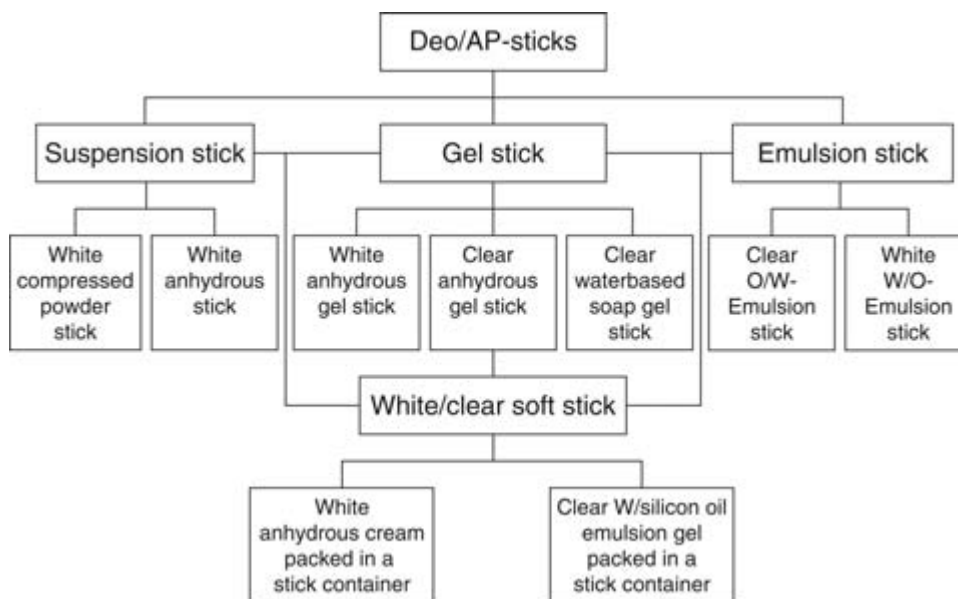 Deo/AP-sticks
Suspension stick
Gel stick
Emulsion stick
White
compressed
powder
stick
White
anhydrous
stick
White
anhydrous
gel stick
Clear
anhydrous
gel stick
Clear
waterbased
soap gel
stick
Clear
O/W-
Emulsion
stick
White
W/O-
Emulsion
stick
White/clear soft stick
White
anhydrous cream
packed in a
stick container
Clear W/silicon oil
emulsion gel
packed in a
stick container